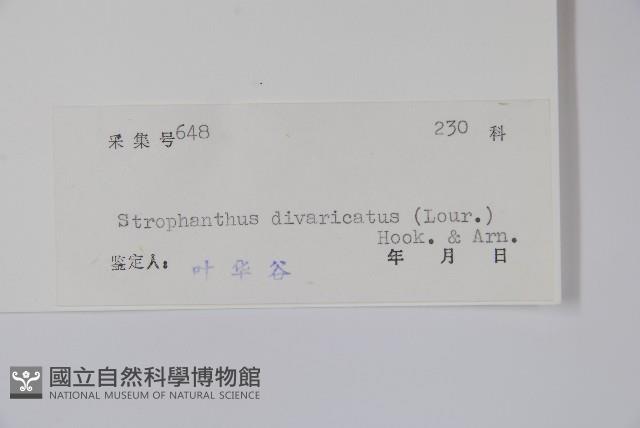 采集号648 230 科
Strophanthus divaricatus (Lour.)
Hook. & Arn.
鉴定人: 叶华谷 年 月 日
國立自然科學博物館
NATIONAL MUSEUM OF NATURAL SCIENCE